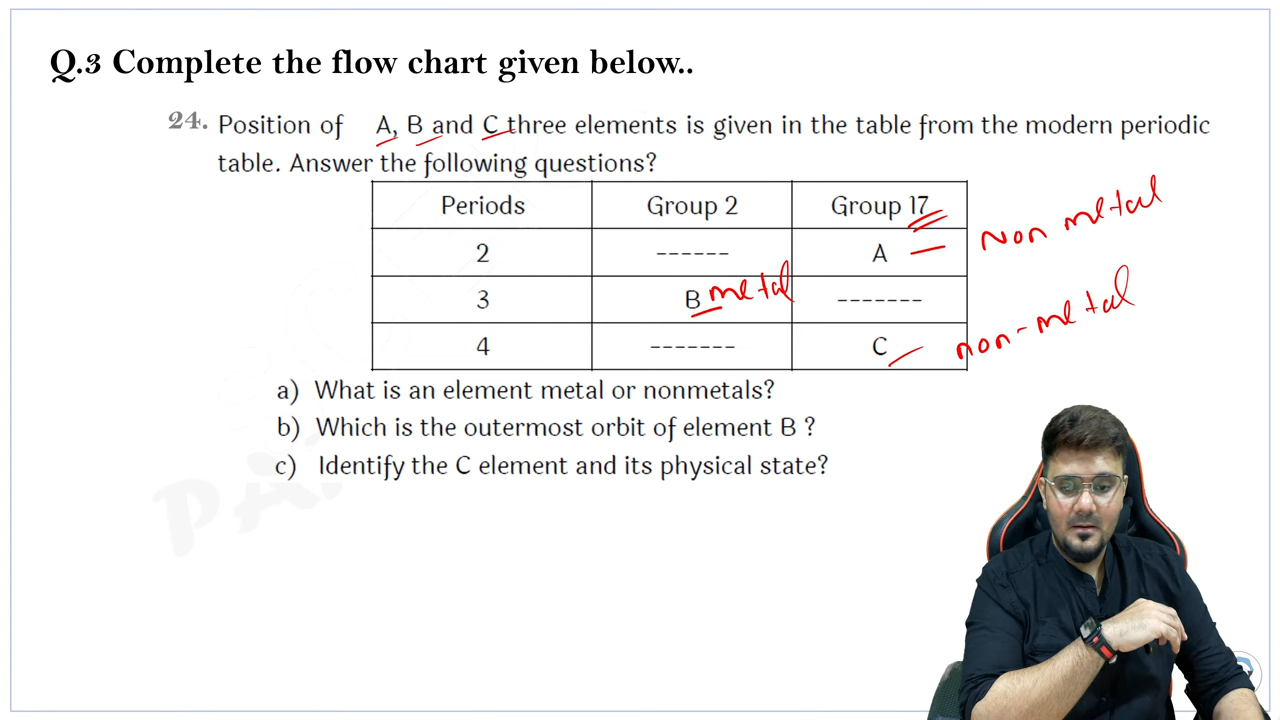 Q.3 Complete the flow chart given below..
24. Position of A, B and C three elements is given in the table from the modern periodic
table. Answer the following questions?
Periods Group 2 Group 17
2 ------ A — Non metal
3 B metal -------
4 ------- C — non-metal
a) What is an element metal or nonmetals?
b) Which is the outermost orbit of element B ?
c) Identify the C element and its physical state?